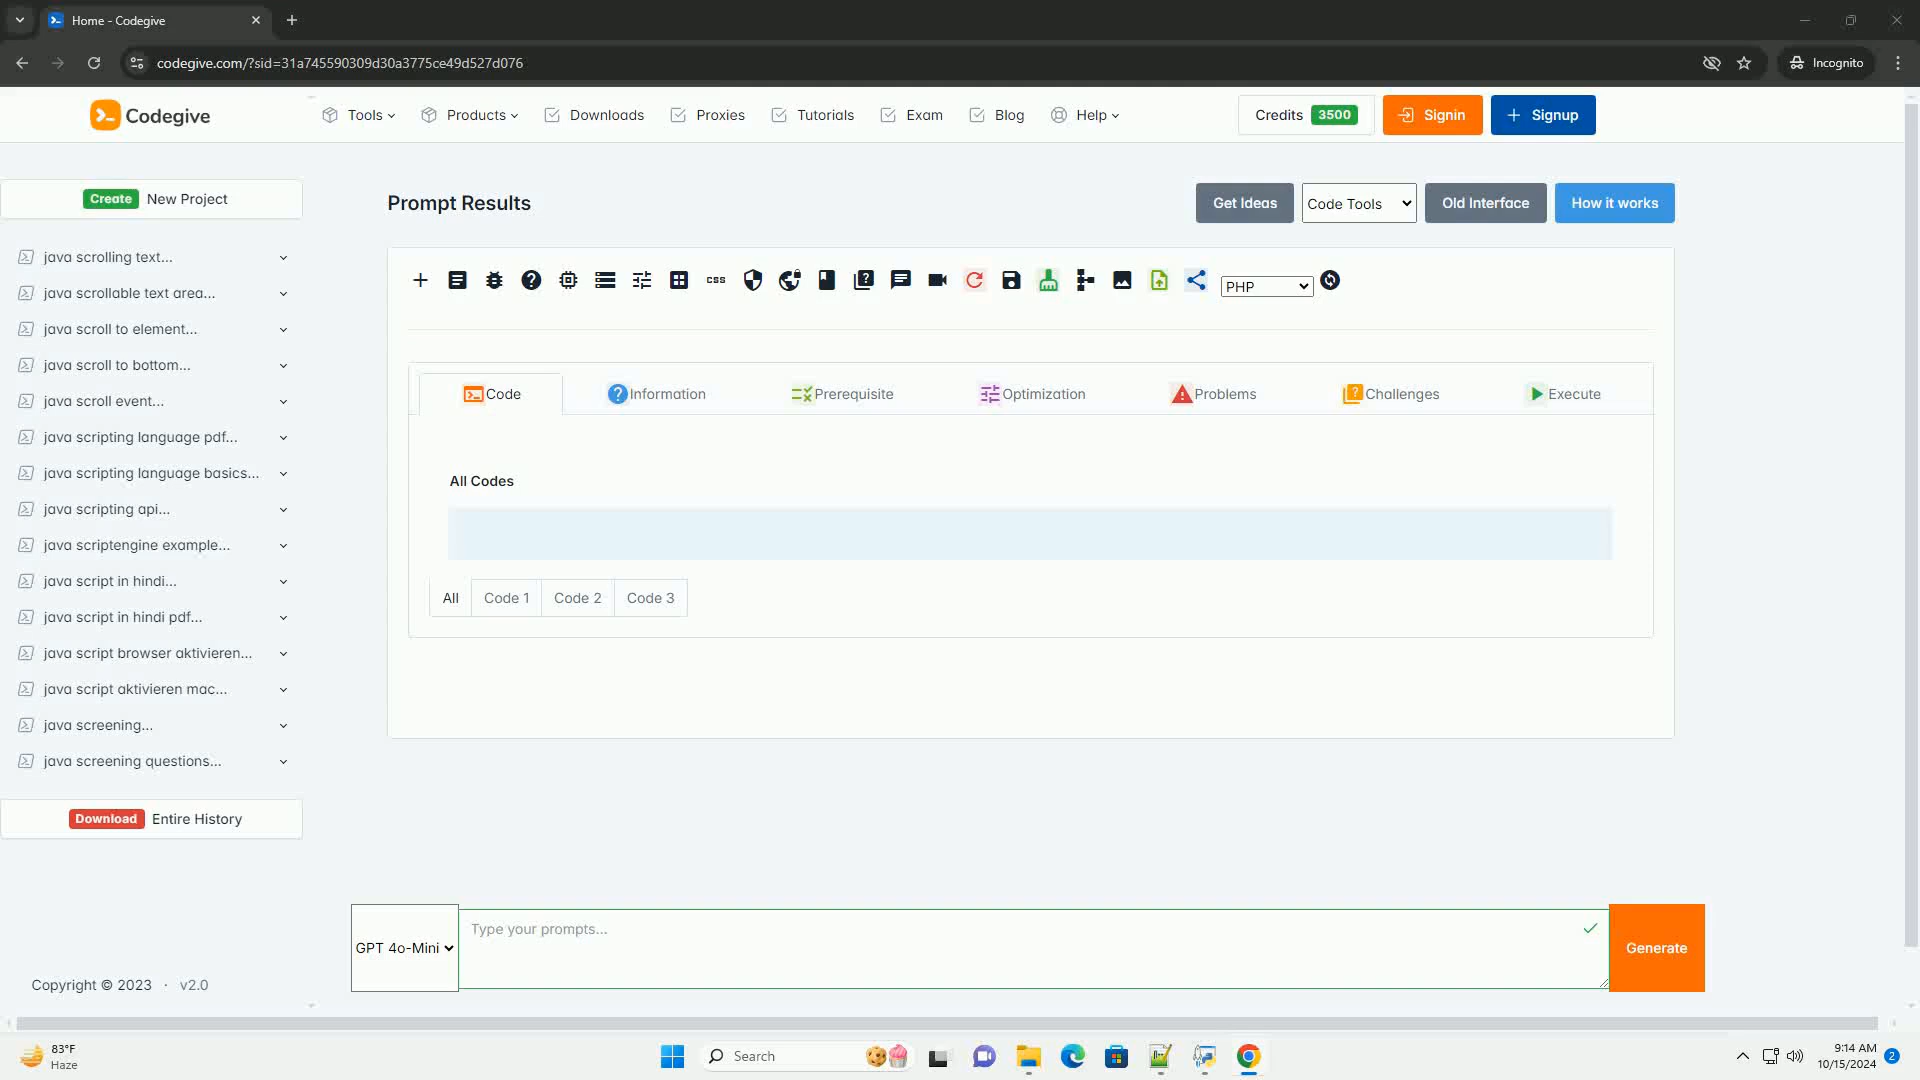 Home - Codegive
codegive.com/?sid=31a745590309d30a3775ce49d527d076
Incognito
Codegive
Tools
Products
Downloads
Proxies
Tutorials
Exam
Blog
Help
Credits 3500
Signin
Signup
Create New Project
java scrolling text...
java scrollable text area...
java scroll to element...
java scroll to bottom...
java scroll event...
java scripting language pdf...
java scripting language basics...
java scripting api...
java scriptengine example...
java script in hindi...
java script in hindi pdf...
java script browser aktivieren...
java script aktivieren mac...
java screening...
java screening questions...
Download Entire History
Copyright © 2023 · v2.0
Prompt Results
Get Ideas
Code Tools
Old Interface
How it works
css
PHP
Code
Information
Prerequisite
Optimization
Problems
Challenges
Execute
All Codes
All
Code 1
Code 2
Code 3
GPT 4o-Mini
Type your prompts...
Generate
83°F
Haze
Search
9:14 AM
10/15/2024
2